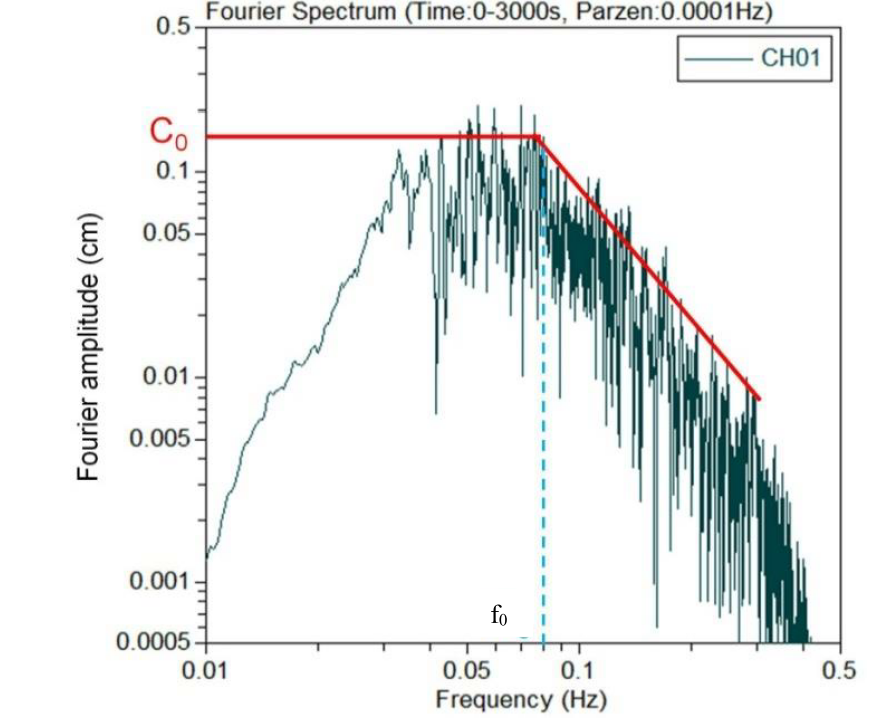 Fourier Spectrum (Time:0-3000s, Parzen:0.0001Hz)
0.5
CH01
C₀
0.1
0.05
Fourier amplitude (cm)
0.01
0.005
0.001
f₀
0.0005
0.01 0.05 0.1 0.5
Frequency (Hz)